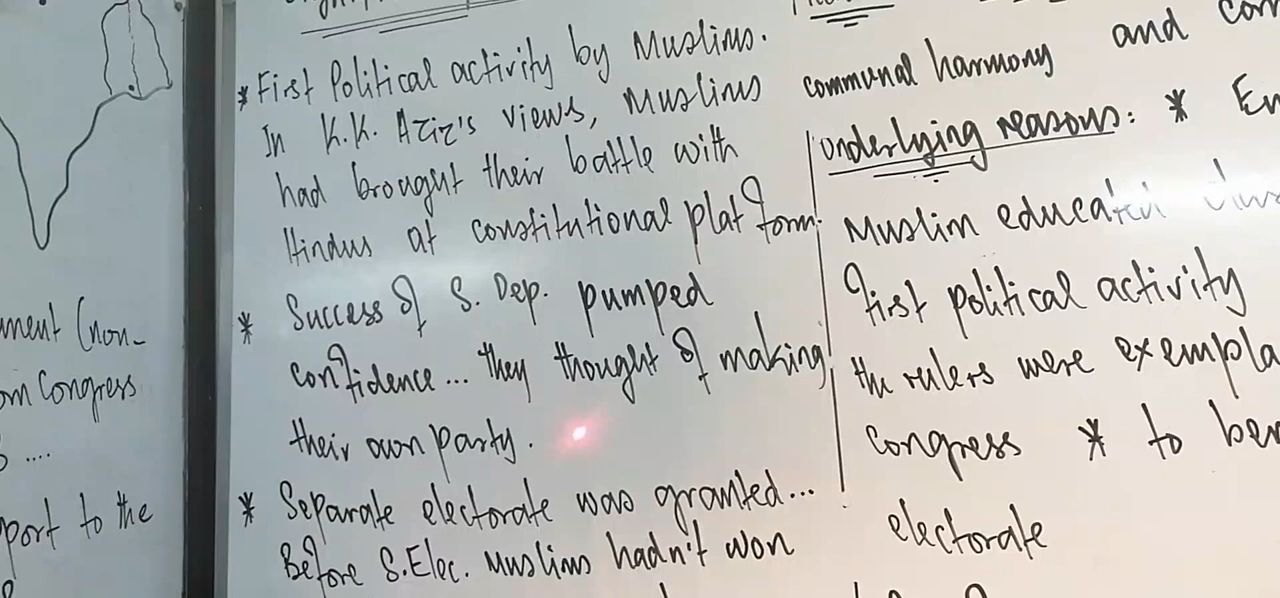 * First Political activity by Muslims.
In K.K. Aziz's views, Muslims
had brought their battle with
Hindus at constitutional platform.
* Success of S. Dep. pumped
confidence... they thought of making
their own party.
* Separate electorate was granted...
Before S.Elec. Muslims hadn't won
communal harmony and
underlying reasons: *
Muslim educated
first political activity
the rulers were
Congress * to
electorate
(non-
Congress
....
to the